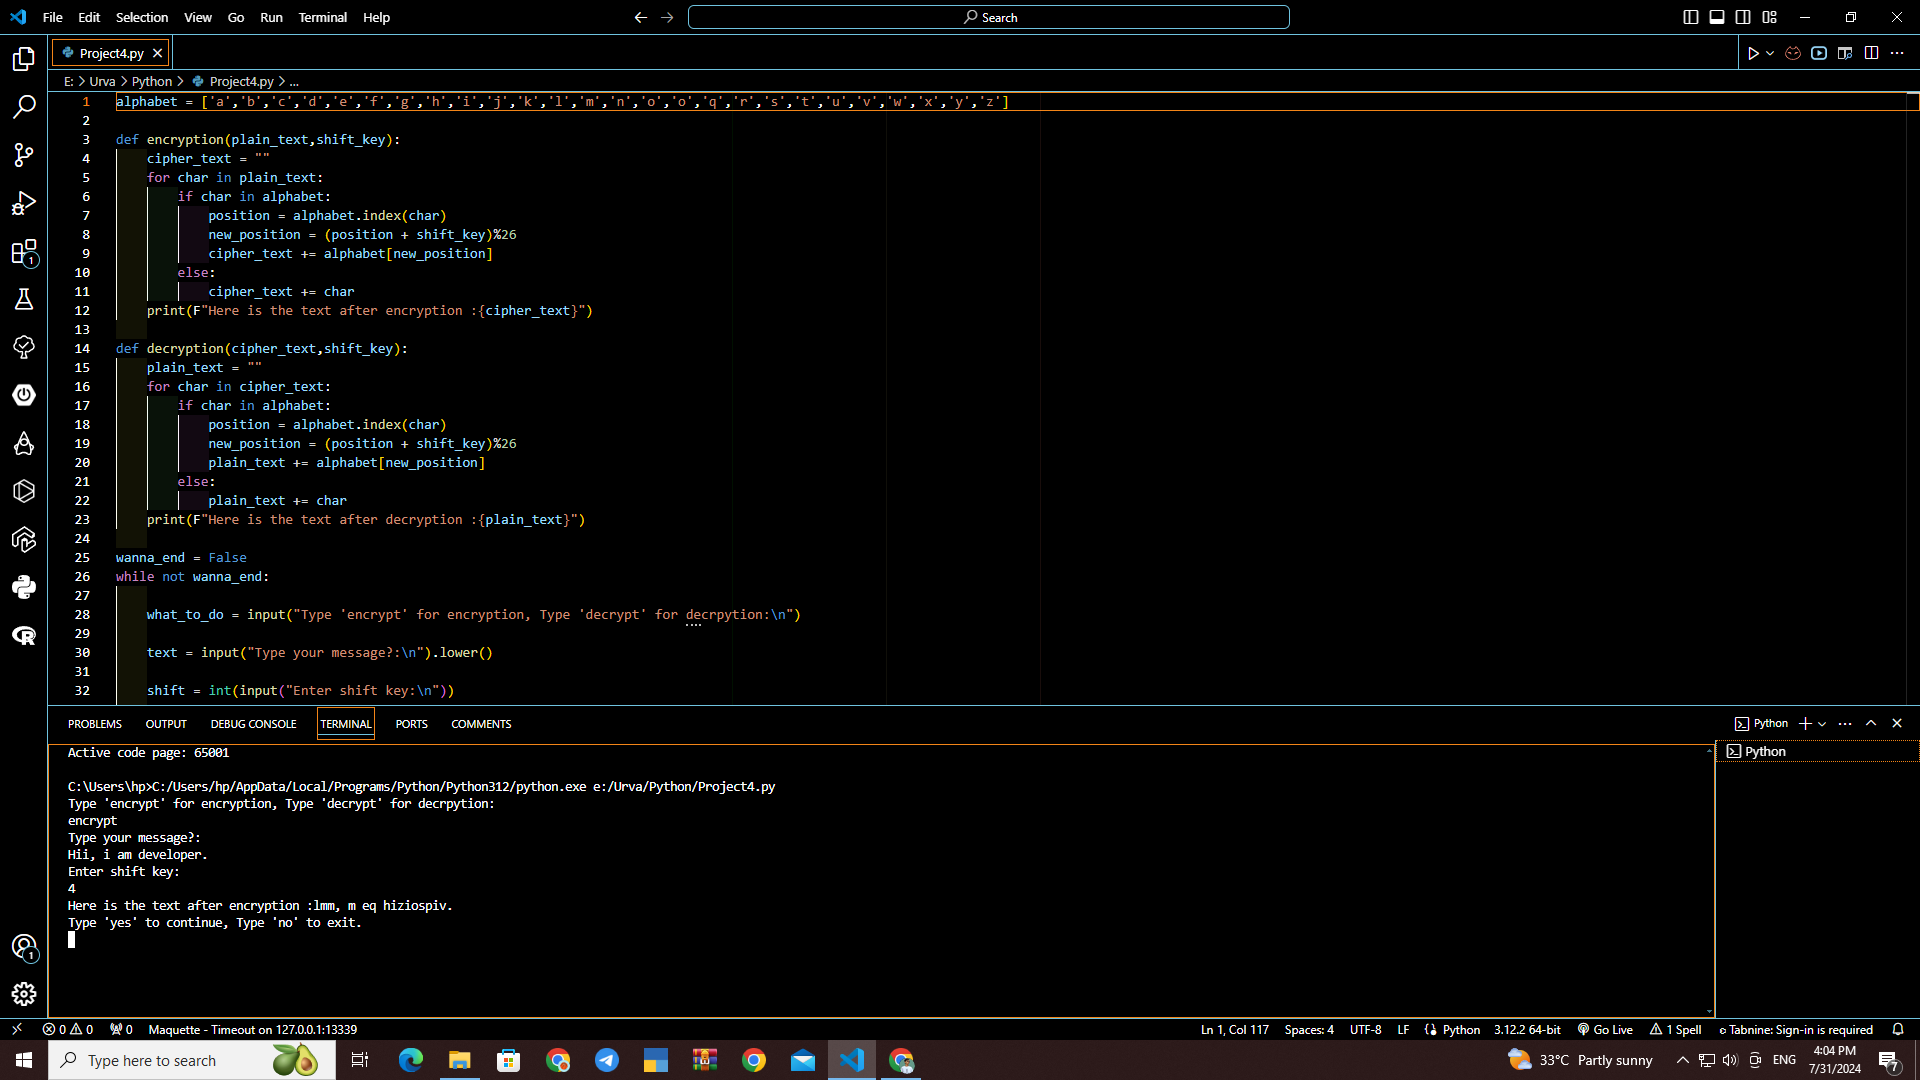 File Edit Selection View Go Run Terminal Help
Search
Project4.py
E: > Urva > Python > Project4.py > ...
1 alphabet = ['a','b','c','d','e','f','g','h','i','j','k','l','m','n','o','o','q','r','s','t','u','v','w','x','y','z']
2
3 def encryption(plain_text,shift_key):
4     cipher_text = ""
5     for char in plain_text:
6         if char in alphabet:
7             position = alphabet.index(char)
8             new_position = (position + shift_key)%26
9             cipher_text += alphabet[new_position]
10         else:
11             cipher_text += char
12     print(F"Here is the text after encryption :{cipher_text}")
13
14 def decryption(cipher_text,shift_key):
15     plain_text = ""
16     for char in cipher_text:
17         if char in alphabet:
18             position = alphabet.index(char)
19             new_position = (position + shift_key)%26
20             plain_text += alphabet[new_position]
21         else:
22             plain_text += char
23     print(F"Here is the text after decryption :{plain_text}")
24
25 wanna_end = False
26 while not wanna_end:
27
28     what_to_do = input("Type 'encrypt' for encryption, Type 'decrypt' for decrpytion:\n")
29
30     text = input("Type your message?:\n").lower()
31
32     shift = int(input("Enter shift key:\n"))
PROBLEMS OUTPUT DEBUG CONSOLE TERMINAL PORTS COMMENTS
Python
Python
Active code page: 65001
C:\Users\hp>C:/Users/hp/AppData/Local/Programs/Python/Python312/python.exe e:/Urva/Python/Project4.py
Type 'encrypt' for encryption, Type 'decrypt' for decrpytion:
encrypt
Type your message?:
Hii, i am developer.
Enter shift key:
4
Here is the text after encryption :lmm, m eq hiziospiv.
Type 'yes' to continue, Type 'no' to exit.
1
1
0 0 0 Maquette - Timeout on 127.0.0.1:13339
Ln 1, Col 117 Spaces: 4 UTF-8 LF Python 3.12.2 64-bit Go Live 1 Spell Tabnine: Sign-in is required
Type here to search
33°C Partly sunny
ENG
4:04 PM
7/31/2024
7